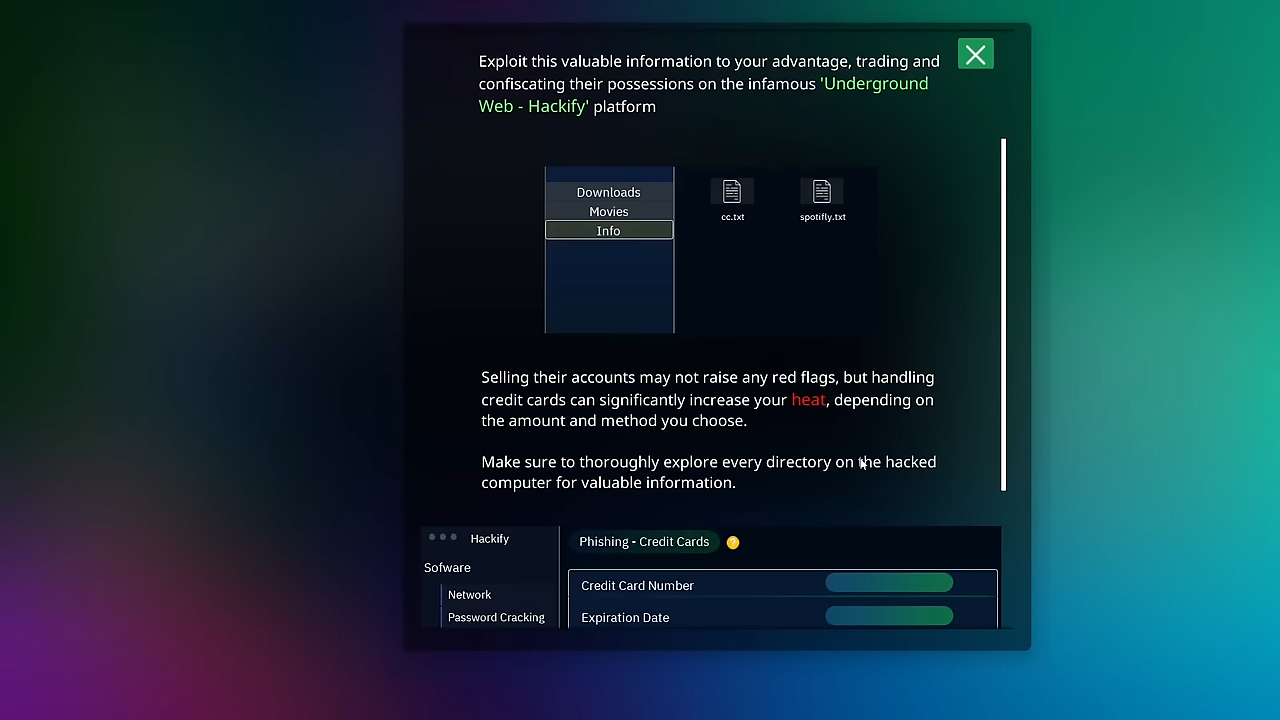 Exploit this valuable information to your advantage, trading and
confiscating their possessions on the infamous 'Underground
Web - Hackify' platform
Downloads
Movies
Info
cc.txt
spotifly.txt
Selling their accounts may not raise any red flags, but handling
credit cards can significantly increase your heat, depending on
the amount and method you choose.
Make sure to thoroughly explore every directory on the hacked
computer for valuable information.
Hackify
Sofware
Network
Password Cracking
Phishing - Credit Cards
?
Credit Card Number
Expiration Date